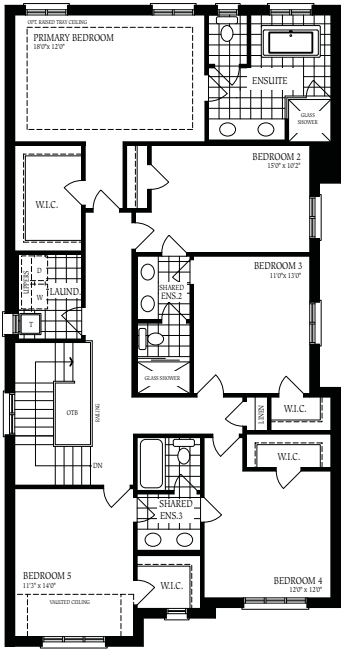 OPT. RAISED TRAY CEILING
PRIMARY BEDROOM
18'0"x 12'0"
ENSUITE
GLASS
SHOWER
BEDROOM 2
15'0" x 10'2"
W.I.C.
BEDROOM 3
11'0"x 13'0"
UPPERS
D
W
LAUND.
T
SHARED
ENS.2
GLASS SHOWER
OTB
RAILING
DN
LINEN
W.I.C.
W.I.C.
SHARED
ENS.3
BEDROOM 5
11'3" x 14'0"
VAULTED CEILING
W.I.C.
BEDROOM 4
12'0" x 12'0"